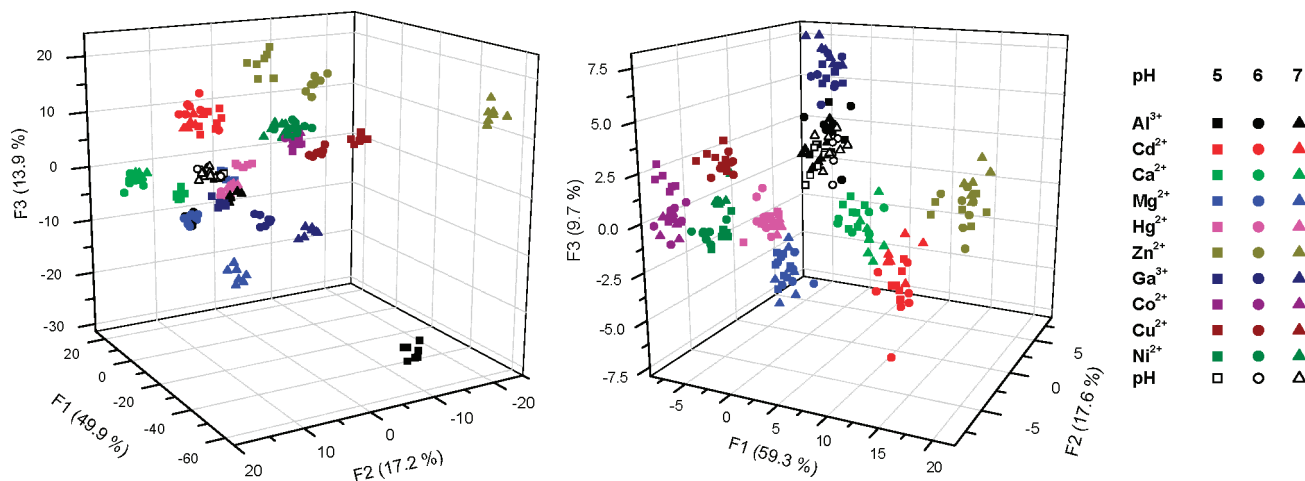 20
10
0
-10
-20
-30
F3 (13.9 %)
20
0
-20
-40
-60
F1 (49.9 %)
20
10
0
-10
-20
F2 (17.2 %)
7.5
5.0
2.5
0.0
-2.5
-5.0
-7.5
F3 (9.7 %)
-5
0
5
10
15
20
F1 (59.3 %)
5
0
-5
F2 (17.6 %)
pH 5 6 7
Al³⁺
Cd²⁺
Ca²⁺
Mg²⁺
Hg²⁺
Zn²⁺
Ga³⁺
Co²⁺
Cu²⁺
Ni²⁺
pH